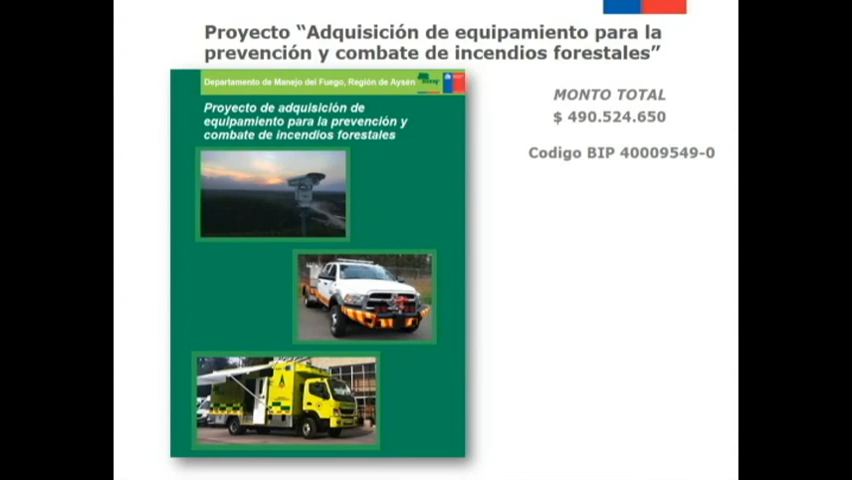 Proyecto “Adquisición de equipamiento para la
prevención y combate de incendios forestales”
Departamento de Manejo del Fuego, Región de Aysén
Proyecto de adquisición de
equipamiento para la prevención y
combate de incendios forestales
MONTO TOTAL
$ 490.524.650
Codigo BIP 40009549-0